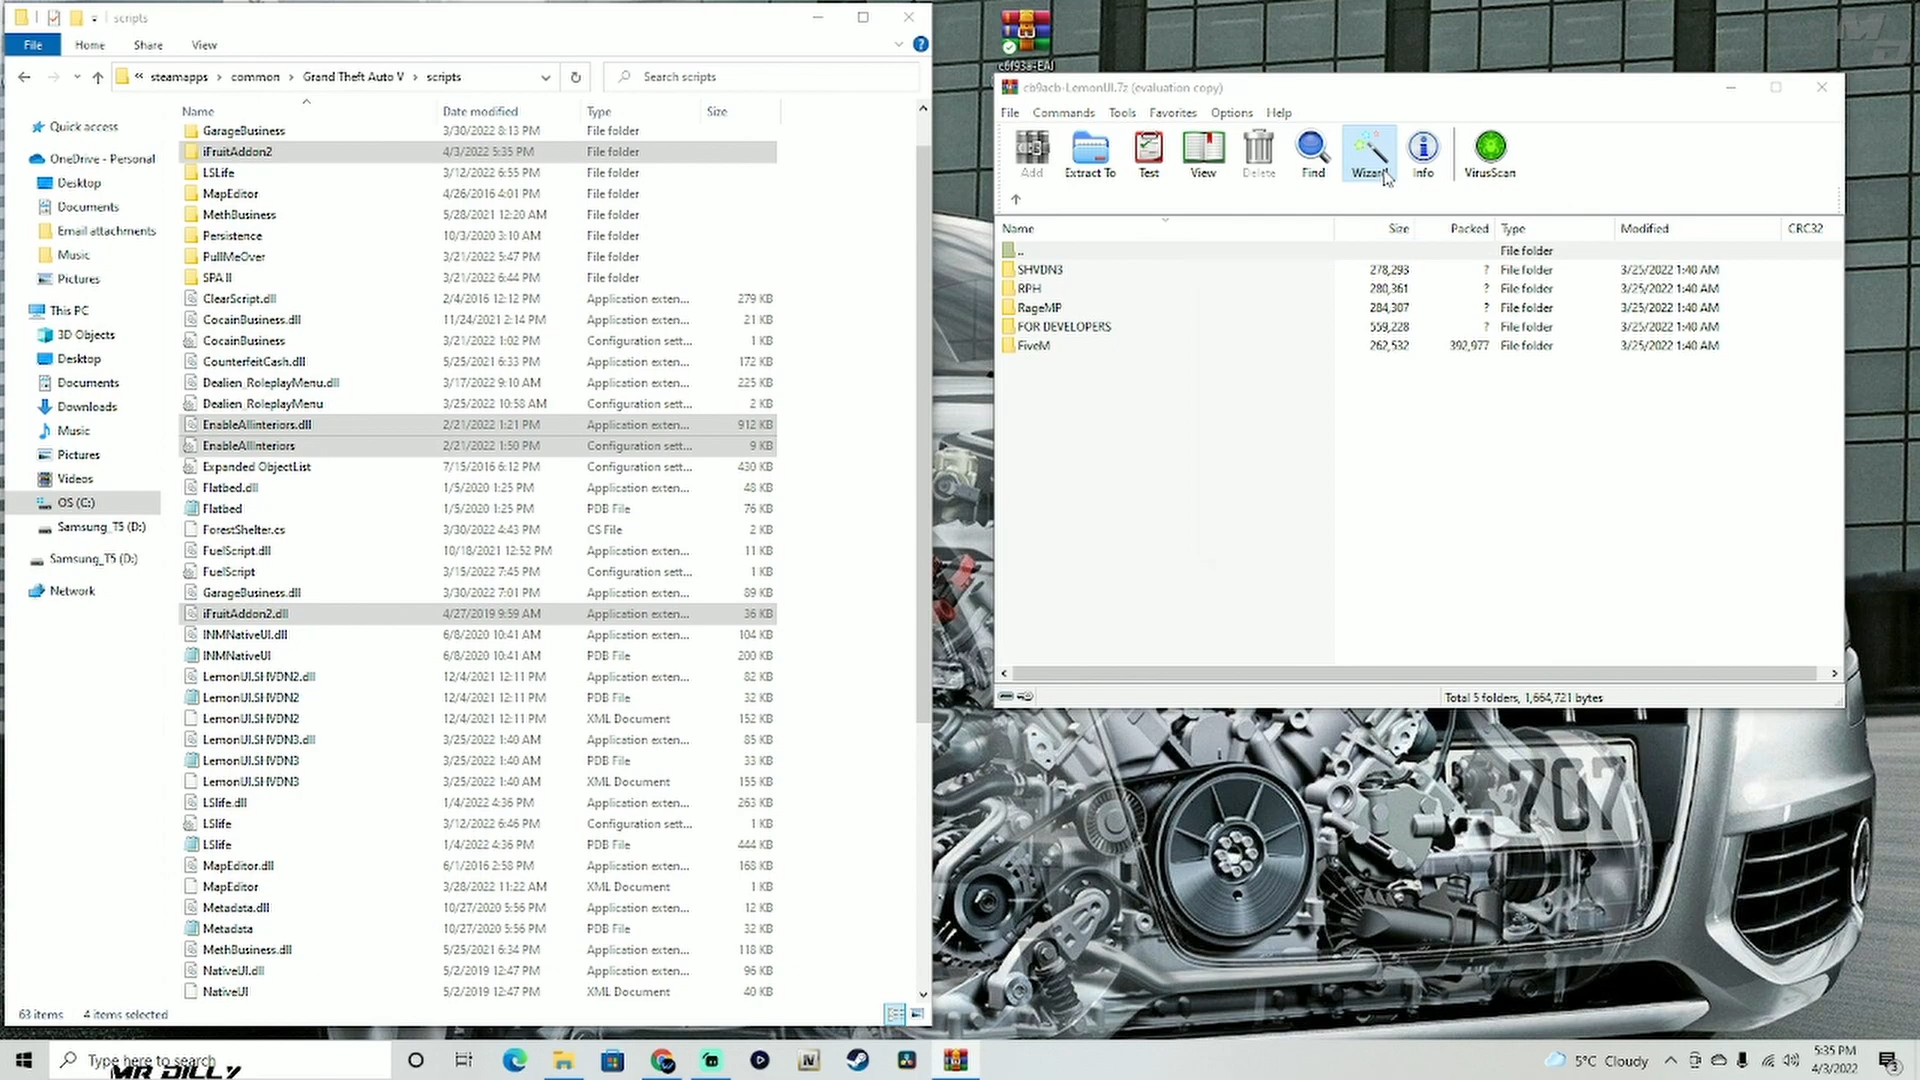 scripts
File Home Share View
« steamapps › common › Grand Theft Auto V › scripts
Search scripts
Name Date modified Type Size
Quick access
OneDrive - Personal
Desktop
Documents
Email attachments
Music
Pictures
This PC
3D Objects
Desktop
Documents
Downloads
Music
Pictures
Videos
OS (C:)
Samsung_T5 (D:)
Samsung_T5 (D:)
Network
GarageBusiness 3/30/2022 8:13 PM File folder
iFruitAddon2 4/3/2022 5:35 PM File folder
LSLife 3/12/2022 6:55 PM File folder
MapEditor 4/26/2016 4:01 PM File folder
MethBusiness 5/28/2021 12:20 AM File folder
Persistence 10/3/2020 3:10 AM File folder
PullMeOver 3/21/2022 5:47 PM File folder
SPA II 3/21/2022 6:44 PM File folder
ClearScript.dll 2/4/2016 12:12 PM Application exten... 279 KB
CocainBusiness.dll 11/24/2021 2:14 PM Application exten... 21 KB
CocainBusiness 3/21/2022 1:02 PM Configuration sett... 1 KB
CounterfeitCash.dll 5/25/2021 6:33 PM Application exten... 172 KB
Dealien_RoleplayMenu.dll 3/17/2022 9:10 AM Application exten... 225 KB
Dealien_RoleplayMenu 3/25/2022 10:58 AM Configuration sett... 2 KB
EnableAllInteriors.dll 2/21/2022 1:21 PM Application exten... 912 KB
EnableAllInteriors 2/21/2022 1:50 PM Configuration sett... 9 KB
Expanded ObjectList 7/15/2016 6:12 PM Configuration sett... 430 KB
Flatbed.dll 1/5/2020 1:25 PM Application exten... 48 KB
Flatbed 1/5/2020 1:25 PM PDB File 76 KB
ForestShelter.cs 3/30/2022 4:43 PM CS File 2 KB
FuelScript.dll 10/18/2021 12:52 PM Application exten... 11 KB
FuelScript 3/15/2022 7:45 PM Configuration sett... 1 KB
GarageBusiness.dll 3/30/2022 7:01 PM Application exten... 89 KB
iFruitAddon2.dll 4/27/2019 9:59 AM Application exten... 36 KB
INMNativeUI.dll 6/8/2020 10:41 AM Application exten... 104 KB
INMNativeUI 6/8/2020 10:41 AM PDB File 200 KB
LemonUI.SHVDN2.dll 12/4/2021 12:11 PM Application exten... 82 KB
LemonUI.SHVDN2 12/4/2021 12:11 PM PDB File 32 KB
LemonUI.SHVDN2 12/4/2021 12:11 PM XML Document 152 KB
LemonUI.SHVDN3.dll 3/25/2022 1:40 AM Application exten... 85 KB
LemonUI.SHVDN3 3/25/2022 1:40 AM PDB File 33 KB
LemonUI.SHVDN3 3/25/2022 1:40 AM XML Document 155 KB
LSlife.dll 1/4/2022 4:36 PM Application exten... 263 KB
LSlife 3/12/2022 6:46 PM Configuration sett... 1 KB
LSlife 1/4/2022 4:36 PM PDB File 444 KB
MapEditor.dll 6/1/2016 2:58 PM Application exten... 168 KB
MapEditor 3/28/2022 11:22 AM XML Document 1 KB
Metadata.dll 10/27/2020 5:56 PM Application exten... 12 KB
Metadata 10/27/2020 5:56 PM PDB File 32 KB
MethBusiness.dll 5/25/2021 6:34 PM Application exten... 118 KB
NativeUI.dll 5/2/2019 12:47 PM Application exten... 96 KB
NativeUI 5/2/2019 12:47 PM XML Document 40 KB
63 items 4 items selected
c6f93a-EAI
cb9acb-LemonUI.7z (evaluation copy)
File Commands Tools Favorites Options Help
Add Extract To Test View Delete Find Wizard Info VirusScan
Name Size Packed Type Modified CRC32
.. File folder
SHVDN3 278,293 ? File folder 3/25/2022 1:40 AM
RPH 280,361 ? File folder 3/25/2022 1:40 AM
RageMP 284,307 ? File folder 3/25/2022 1:40 AM
FOR DEVELOPERS 559,228 ? File folder 3/25/2022 1:40 AM
FiveM 262,532 392,977 File folder 3/25/2022 1:40 AM
Total 5 folders, 1,664,721 bytes
707
Type here to search
MR DILLY
5°C Cloudy
5:35 PM
4/3/2022
3